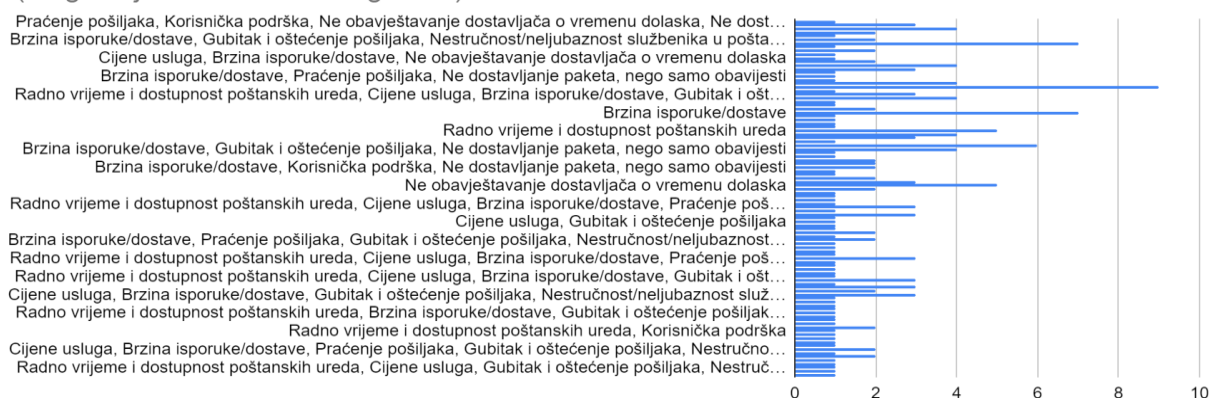 Praćenje pošiljaka, Korisnička podrška, Ne obavještavanje dostavljača o vremenu dolaska, Ne dost…
Brzina isporuke/dostave, Gubitak i oštećenje pošiljaka, Nestručnost/neljubaznost službenika u pošta…
Cijene usluga, Brzina isporuke/dostave, Ne obavještavanje dostavljača o vremenu dolaska
Brzina isporuke/dostave, Praćenje pošiljaka, Ne dostavljanje paketa, nego samo obavijesti
Radno vrijeme i dostupnost poštanskih ureda, Cijene usluga, Brzina isporuke/dostave, Gubitak i ošt…
Brzina isporuke/dostave
Radno vrijeme i dostupnost poštanskih ureda
Brzina isporuke/dostave, Gubitak i oštećenje pošiljaka, Ne dostavljanje paketa, nego samo obavijesti
Brzina isporuke/dostave, Korisnička podrška, Ne dostavljanje paketa, nego samo obavijesti
Ne obavještavanje dostavljača o vremenu dolaska
Radno vrijeme i dostupnost poštanskih ureda, Cijene usluga, Brzina isporuke/dostave, Praćenje poš…
Cijene usluga, Gubitak i oštećenje pošiljaka
Brzina isporuke/dostave, Praćenje pošiljaka, Gubitak i oštećenje pošiljaka, Nestručnost/neljubaznost…
Radno vrijeme i dostupnost poštanskih ureda, Cijene usluga, Brzina isporuke/dostave, Praćenje poš…
Radno vrijeme i dostupnost poštanskih ureda, Cijene usluga, Brzina isporuke/dostave, Gubitak i ošt…
Cijene usluga, Brzina isporuke/dostave, Gubitak i oštećenje pošiljaka, Nestručnost/neljubaznost služ…
Radno vrijeme i dostupnost poštanskih ureda, Brzina isporuke/dostave, Gubitak i oštećenje pošiljak…
Radno vrijeme i dostupnost poštanskih ureda, Korisnička podrška
Cijene usluga, Brzina isporuke/dostave, Praćenje pošiljaka, Gubitak i oštećenje pošiljaka, Nestručno…
Radno vrijeme i dostupnost poštanskih ureda, Cijene usluga, Gubitak i oštećenje pošiljaka, Nestruč…
0 2 4 6 8 10